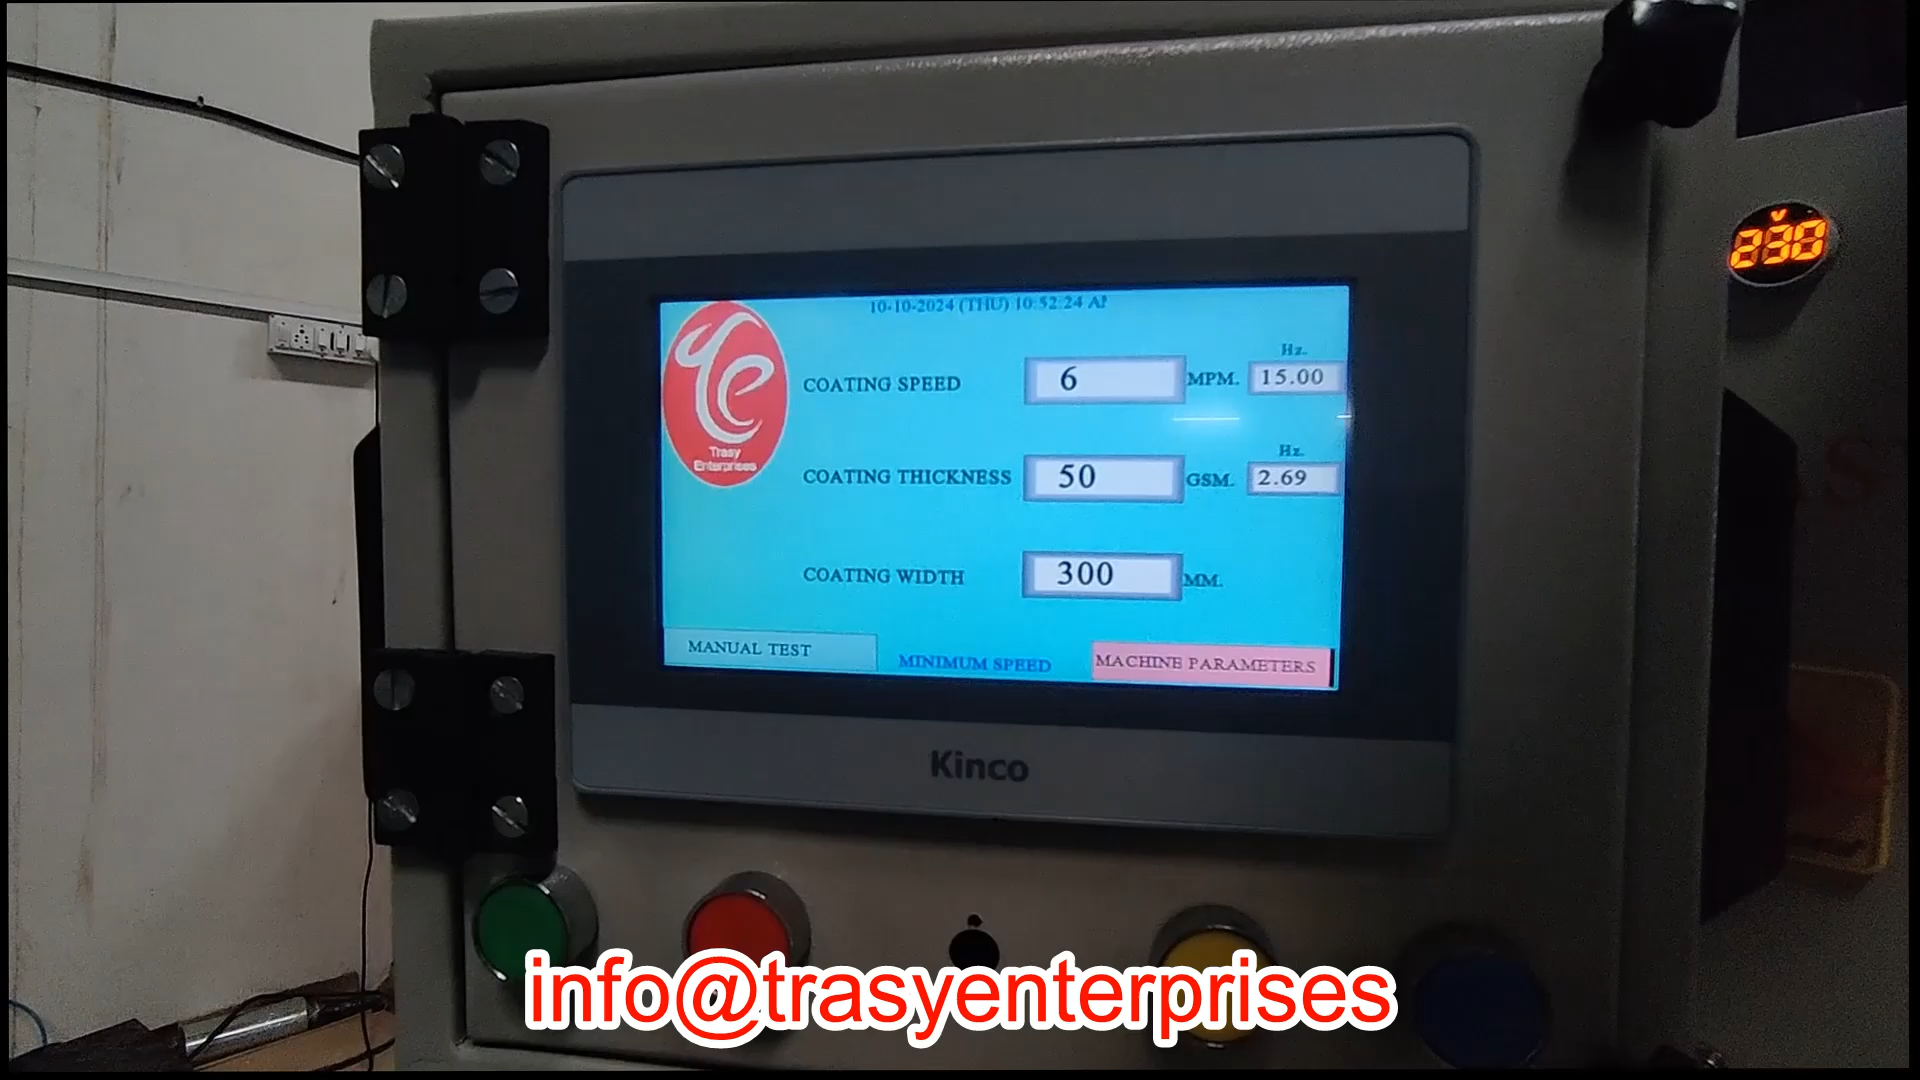 10-10-2024 (THU) 10:52:24 AM
Trasy
Enterprises
COATING SPEED 6 MPM. Hz. 15.00
COATING THICKNESS 50 GSM. Hz. 2.69
COATING WIDTH 300 MM.
MANUAL TEST
MINIMUM SPEED
MACHINE PARAMETERS
Kinco
V
230
info@trasyenterprises